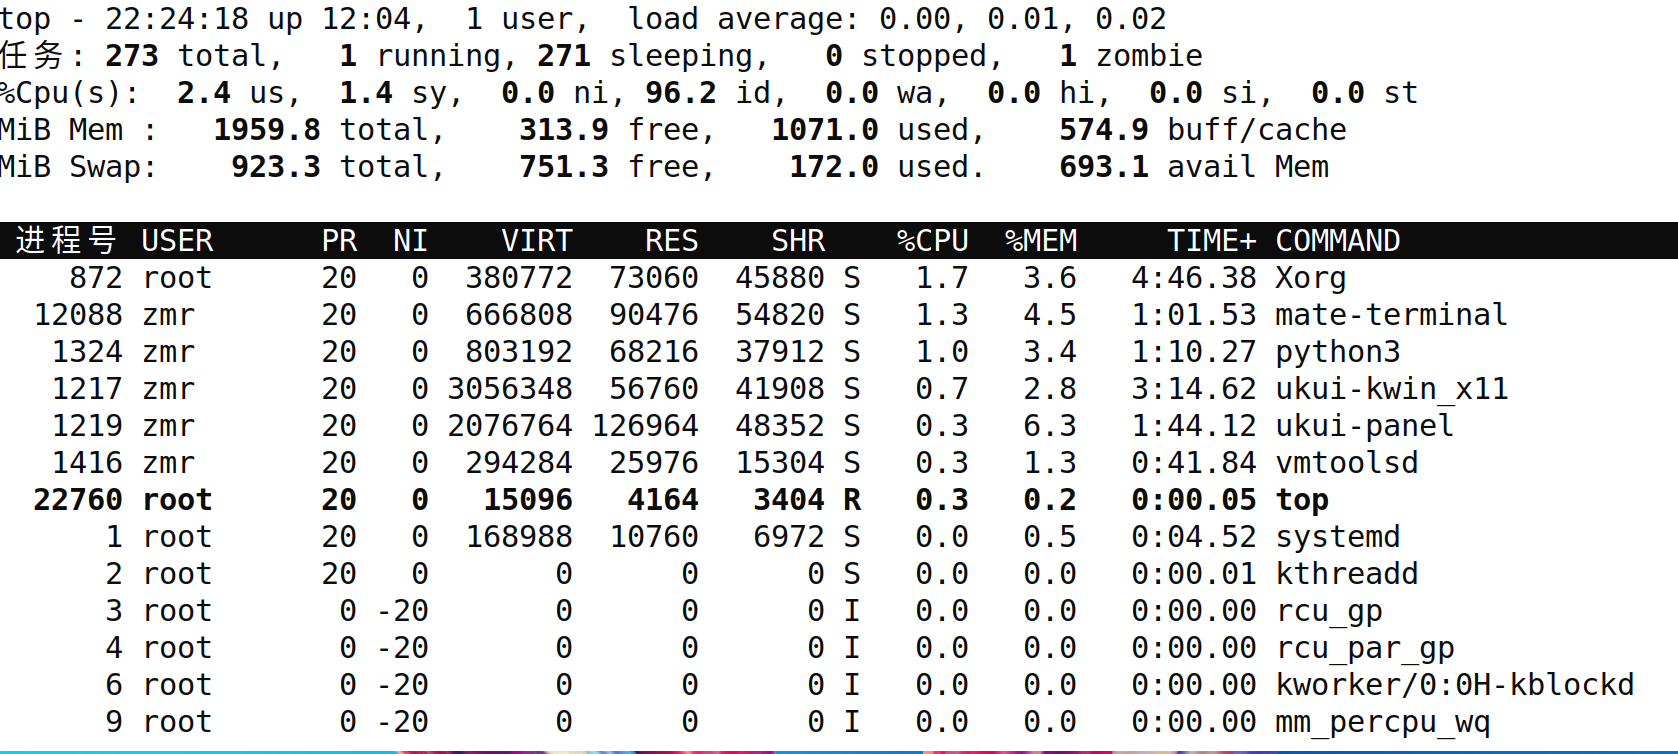 top - 22:24:18 up 12:04,  1 user,  load average: 0.00, 0.01, 0.02
任务: 273 total,   1 running, 271 sleeping,   0 stopped,   1 zombie
%Cpu(s):  2.4 us,  1.4 sy,  0.0 ni, 96.2 id,  0.0 wa,  0.0 hi,  0.0 si,  0.0 st
MiB Mem :   1959.8 total,    313.9 free,   1071.0 used,    574.9 buff/cache
MiB Swap:    923.3 total,    751.3 free,    172.0 used.    693.1 avail Mem
进程号 USER      PR  NI    VIRT    RES    SHR    %CPU  %MEM     TIME+ COMMAND
872 root      20   0  380772  73060  45880 S   1.7   3.6   4:46.38 Xorg
12088 zmr       20   0  666808  90476  54820 S   1.3   4.5   1:01.53 mate-terminal
1324 zmr       20   0  803192  68216  37912 S   1.0   3.4   1:10.27 python3
1217 zmr       20   0 3056348  56760  41908 S   0.7   2.8   3:14.62 ukui-kwin_x11
1219 zmr       20   0 2076764 126964  48352 S   0.3   6.3   1:44.12 ukui-panel
1416 zmr       20   0  294284  25976  15304 S   0.3   1.3   0:41.84 vmtoolsd
22760 root      20   0   15096   4164   3404 R   0.3   0.2   0:00.05 top
1 root      20   0  168988  10760   6972 S   0.0   0.5   0:04.52 systemd
2 root      20   0       0      0      0 S   0.0   0.0   0:00.01 kthreadd
3 root       0 -20       0      0      0 I   0.0   0.0   0:00.00 rcu_gp
4 root       0 -20       0      0      0 I   0.0   0.0   0:00.00 rcu_par_gp
6 root       0 -20       0      0      0 I   0.0   0.0   0:00.00 kworker/0:0H-kblockd
9 root       0 -20       0      0      0 I   0.0   0.0   0:00.00 mm_percpu_wq